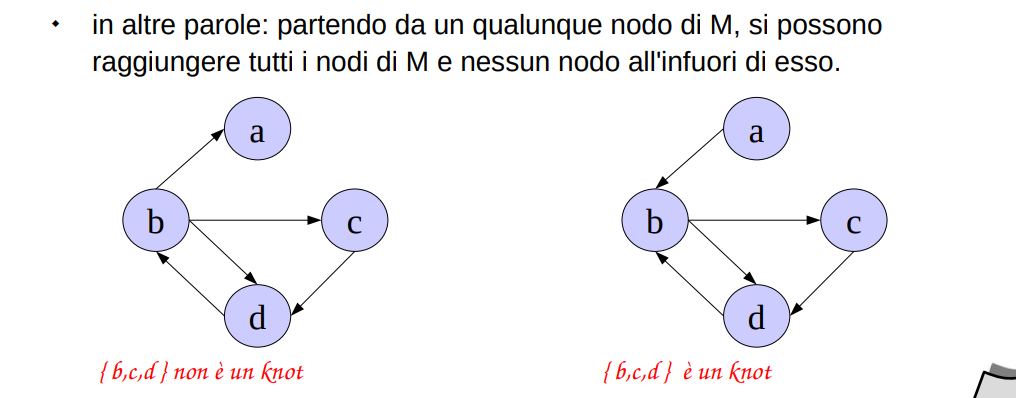 in altre parole: partendo da un qualunque nodo di M, si possono
raggiungere tutti i nodi di M e nessun nodo all'infuori di esso.
a
b
c
d
{ b,c,d } non è un knot
a
b
c
d
{ b,c,d } è un knot